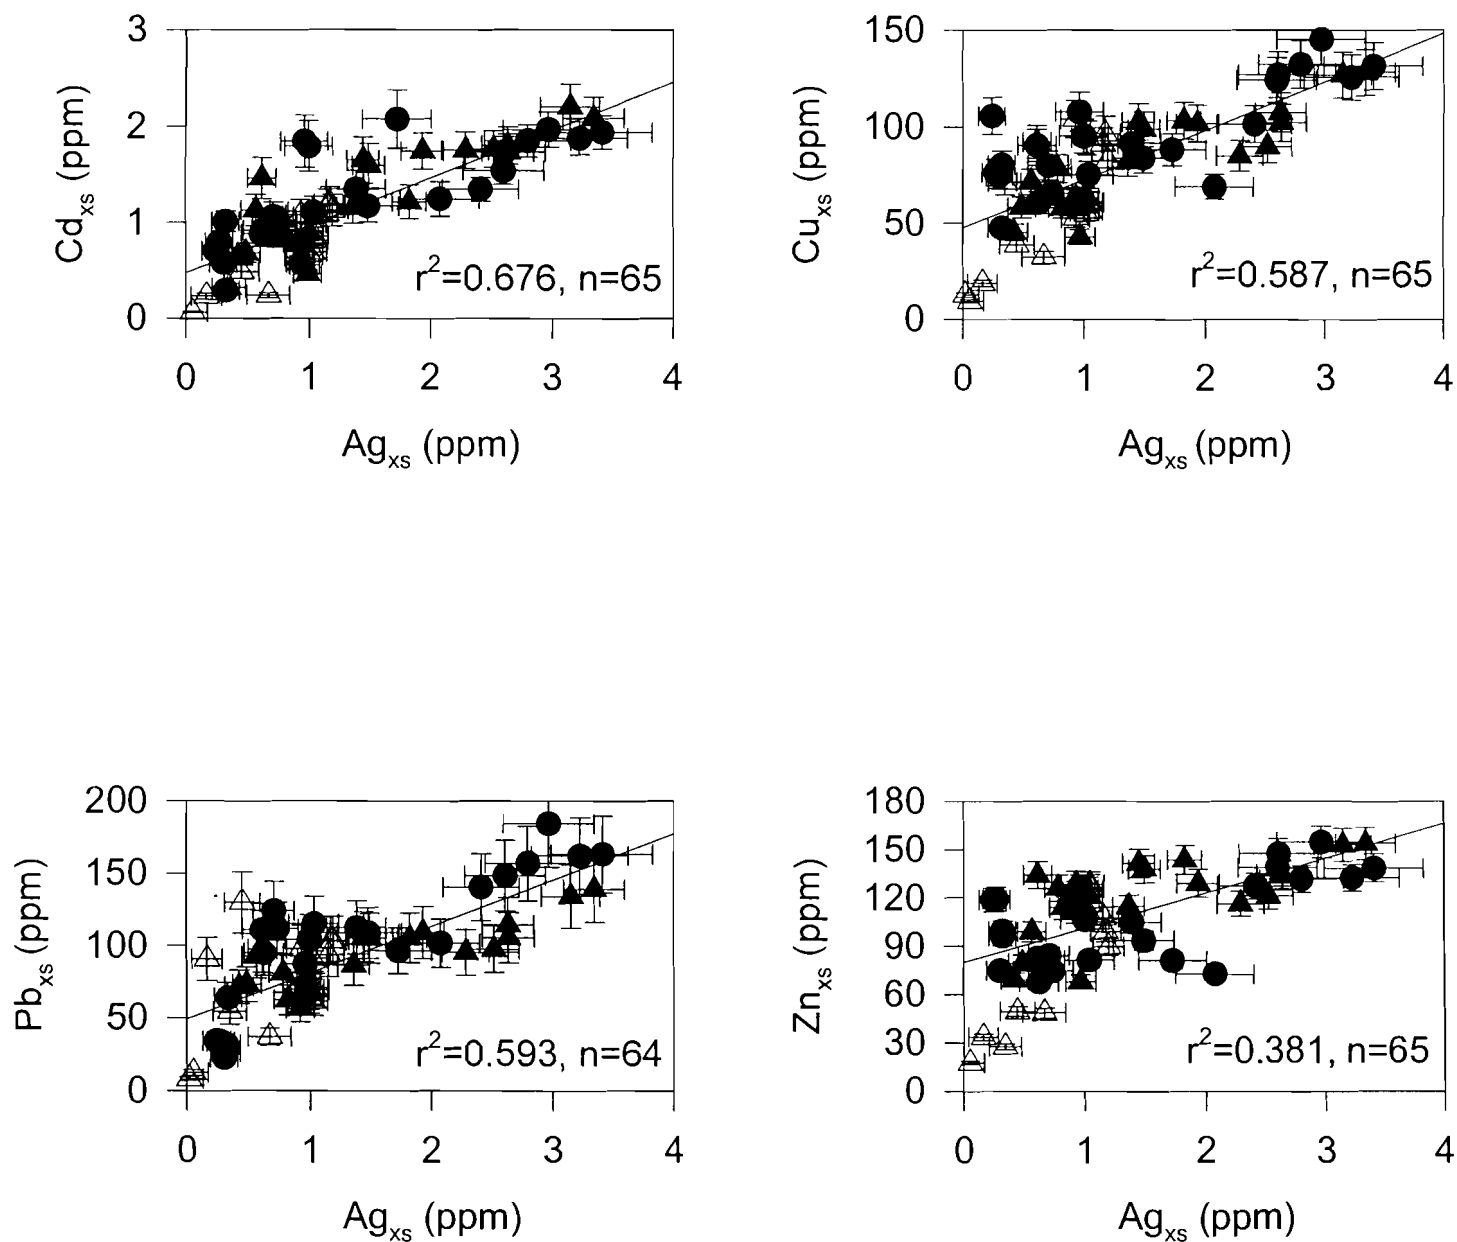 3
2
1
0
Cd_xs (ppm)
r²=0.676, n=65
0 1 2 3 4
Ag_xs (ppm)
150
100
50
0
Cu_xs (ppm)
r²=0.587, n=65
0 1 2 3 4
Ag_xs (ppm)
200
150
100
50
0
Pb_xs (ppm)
r²=0.593, n=64
0 1 2 3 4
Ag_xs (ppm)
180
150
120
90
60
30
0
Zn_xs (ppm)
r²=0.381, n=65
0 1 2 3 4
Ag_xs (ppm)